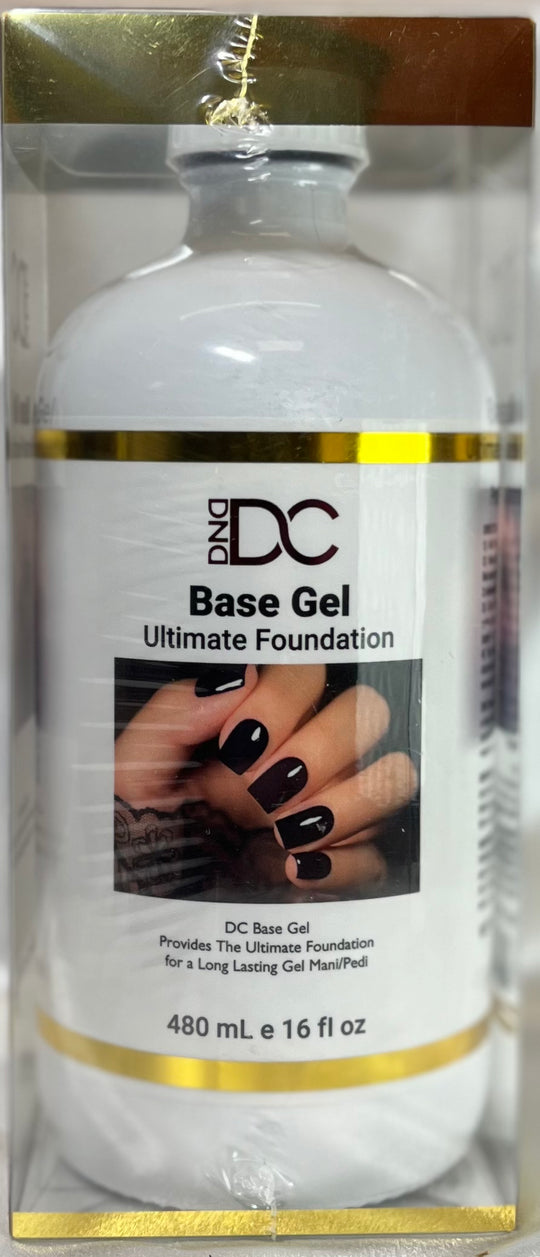 DND DC
Base Gel
Ultimate Foundation
DC Base Gel
Provides The Ultimate Foundation
for a Long Lasting Gel Mani/Pedi
480 mL e 16 fl oz